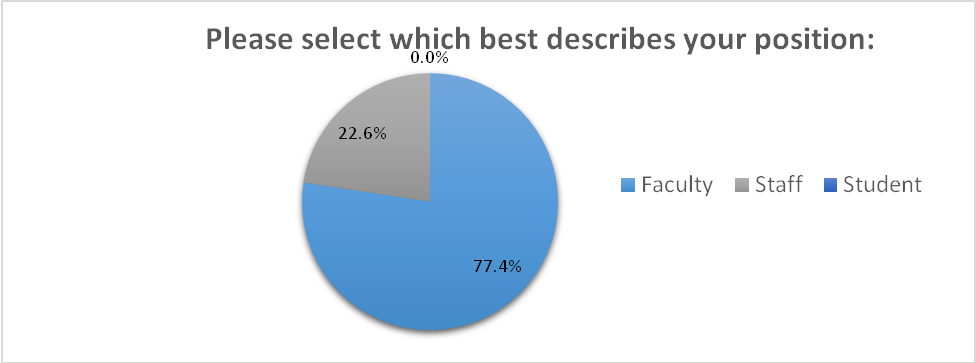 Please select which best describes your position:
0.0%
22.6%
Faculty Staff Student
77.4%